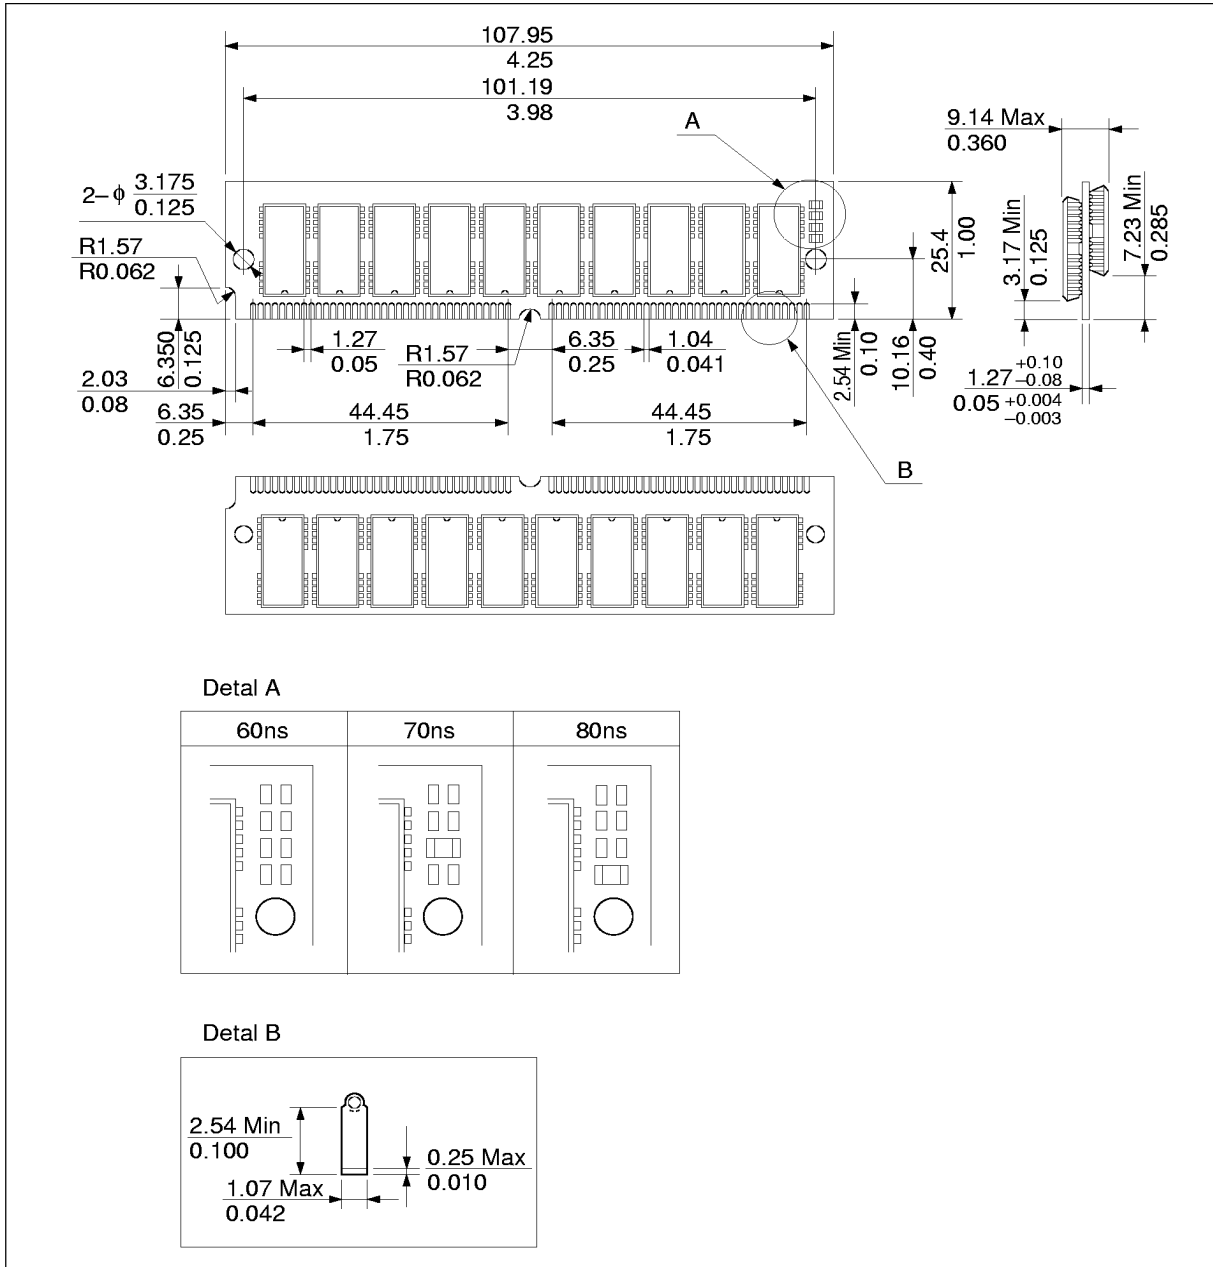 107.95
4.25
101.19
3.98
A
9.14 Max
0.360
2–ϕ 3.175
0.125
R1.57
R0.062
25.4
1.00
3.17 Min
0.125
7.23 Min
0.285
6.350
0.125
1.27
0.05
R1.57
R0.062
6.35
0.25
1.04
0.041
2.54 Min
0.10
10.16
0.40
1.27 +0.10 −0.08
0.05 +0.004 −0.003
2.03
0.08
6.35
0.25
44.45
1.75
44.45
1.75
B
Detal A
60ns 70ns 80ns
Detal B
2.54 Min
0.100
0.25 Max
0.010
1.07 Max
0.042